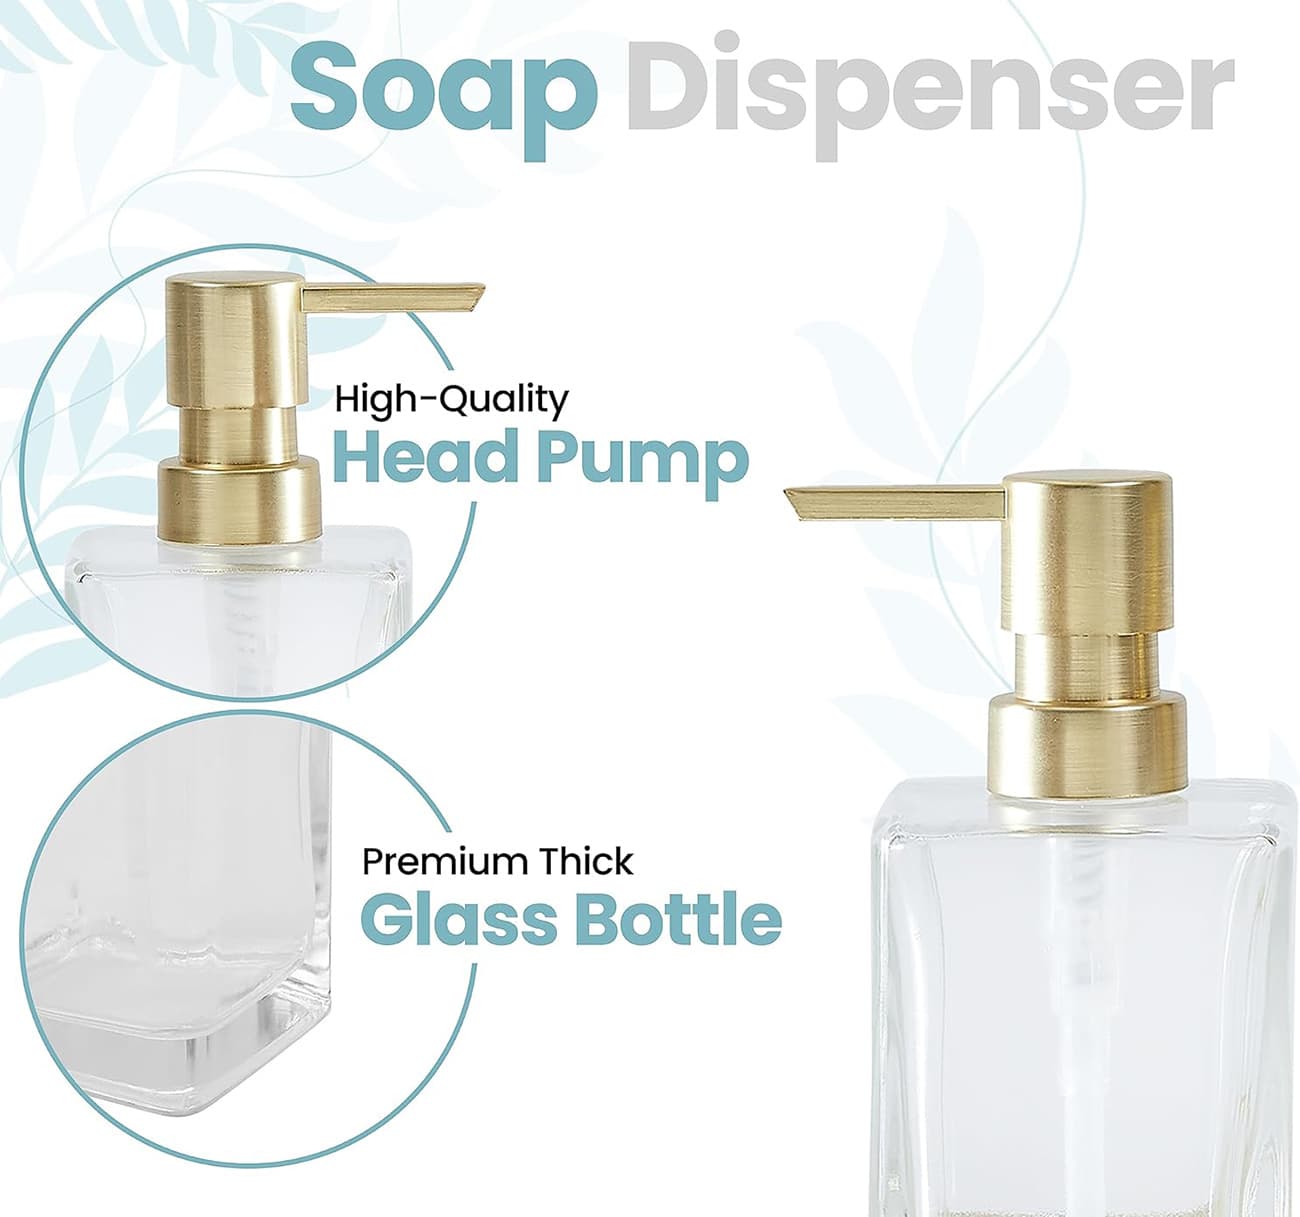 Soap Dispenser
High-Quality
Head Pump
Premium Thick
Glass Bottle